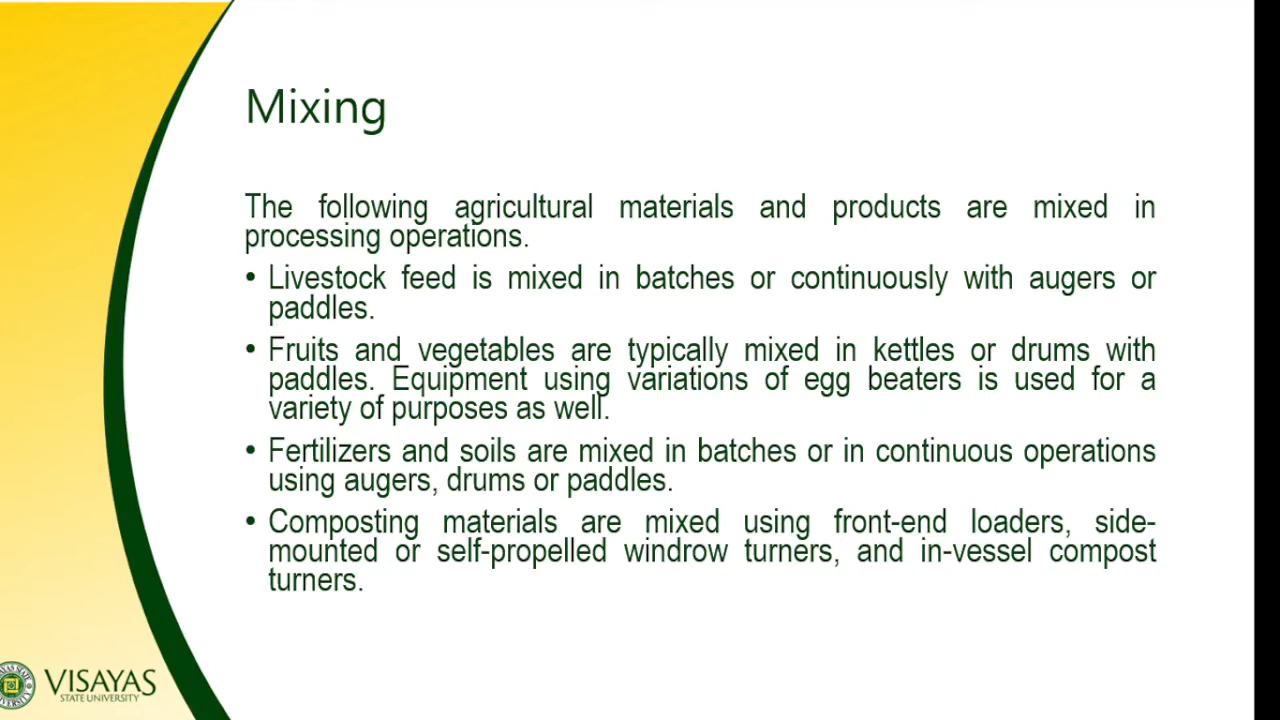 Mixing
The following agricultural materials and products are mixed in
processing operations.
• Livestock feed is mixed in batches or continuously with augers or
paddles.
• Fruits and vegetables are typically mixed in kettles or drums with
paddles. Equipment using variations of egg beaters is used for a
variety of purposes as well.
• Fertilizers and soils are mixed in batches or in continuous operations
using augers, drums or paddles.
• Composting materials are mixed using front-end loaders, side-
mounted or self-propelled windrow turners, and in-vessel compost
turners.
VISAYAS
STATE UNIVERSITY